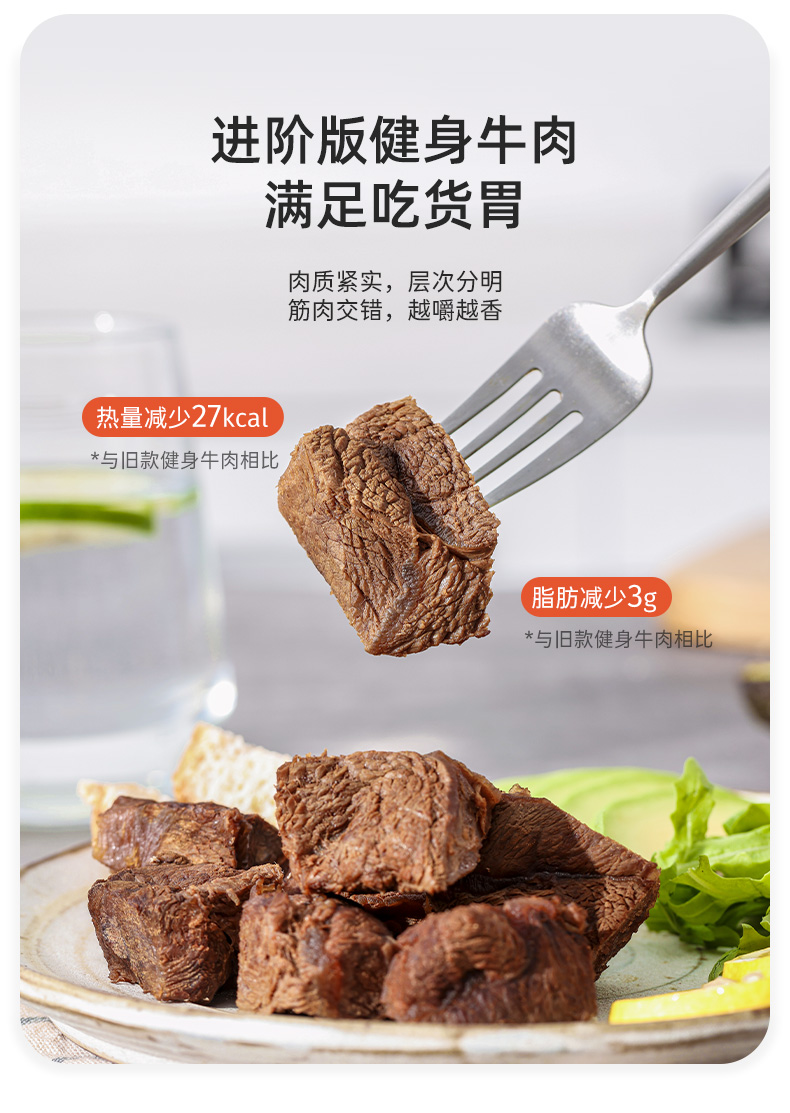 进阶版健身牛肉
满足吃货胃
肉质紧实，层次分明
筋肉交错，越嚼越香
热量减少27kcal
*与旧款健身牛肉相比
脂肪减少3g
*与旧款健身牛肉相比